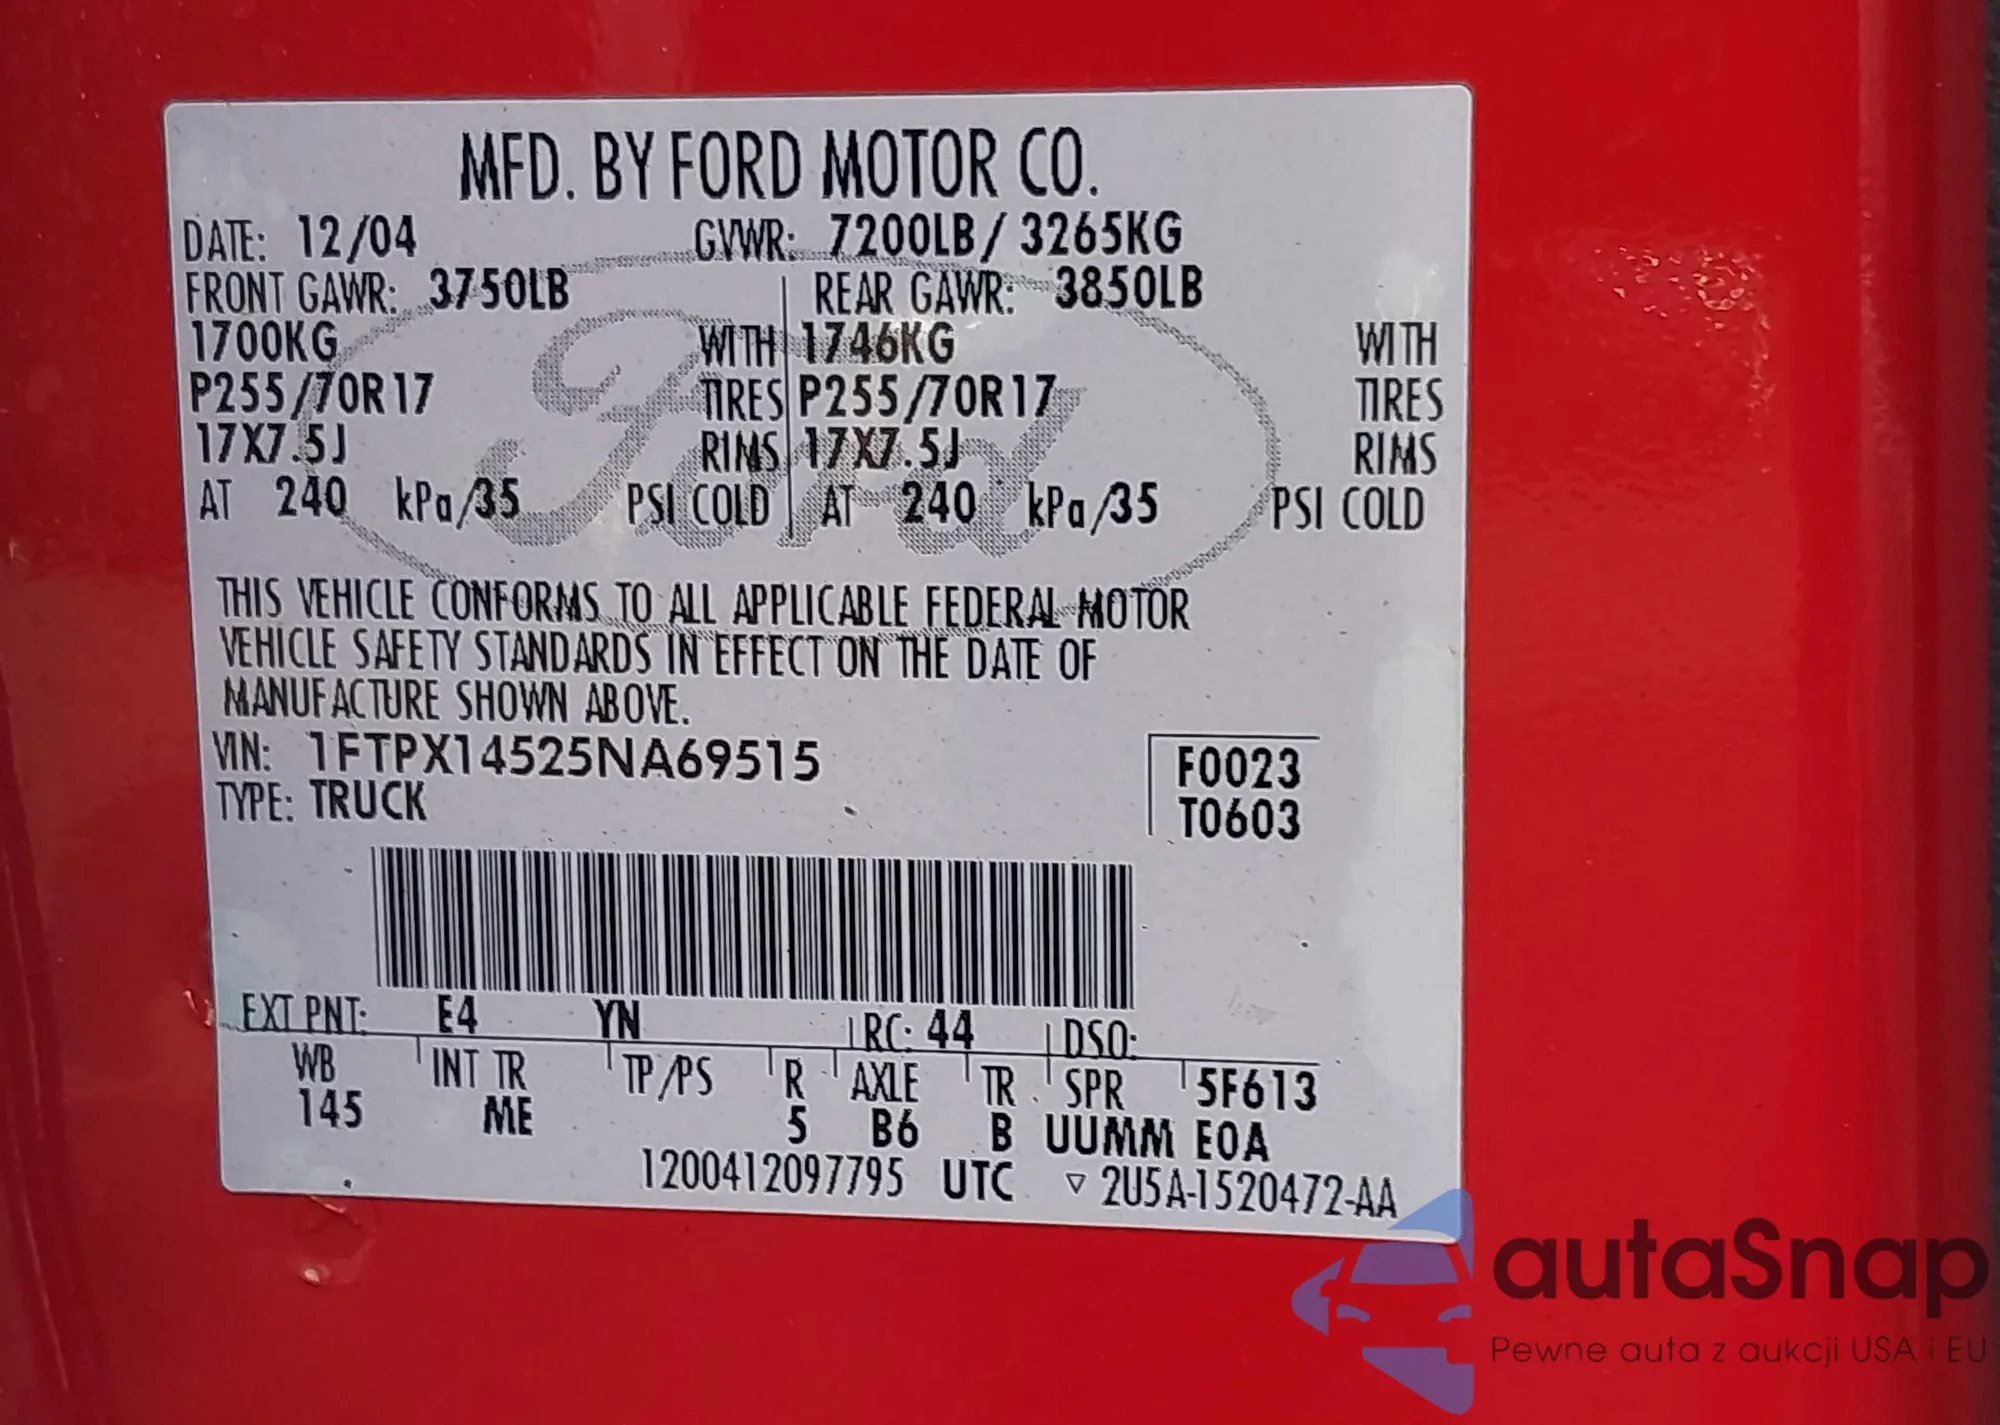 MFD. BY FORD MOTOR CO.
DATE: 12/04 GVWR: 7200LB / 3265KG
FRONT GAWR: 3750LB REAR GAWR: 3850LB
1700KG WITH 1746KG WITH
P255/70R17 TIRES P255/70R17 TIRES
17X7.5J RIMS 17X7.5J RIMS
AT 240 kPa/35 PSI COLD AT 240 kPa/35 PSI COLD
Ford
THIS VEHICLE CONFORMS TO ALL APPLICABLE FEDERAL MOTOR
VEHICLE SAFETY STANDARDS IN EFFECT ON THE DATE OF
MANUFACTURE SHOWN ABOVE.
VIN: 1FTPX14525NA69515 F0023
TYPE: TRUCK T0603
EXT PNT: E4 YN RC: 44 DSO:
WB INT TR TP/PS R AXLE TR SPR 5F613
145 ME 5 B6 B UUMM E0A
1200412097795 UTC ▽ 2U5A-1520472-AA
autaSnap
Pewne auta z aukcji USA i EU